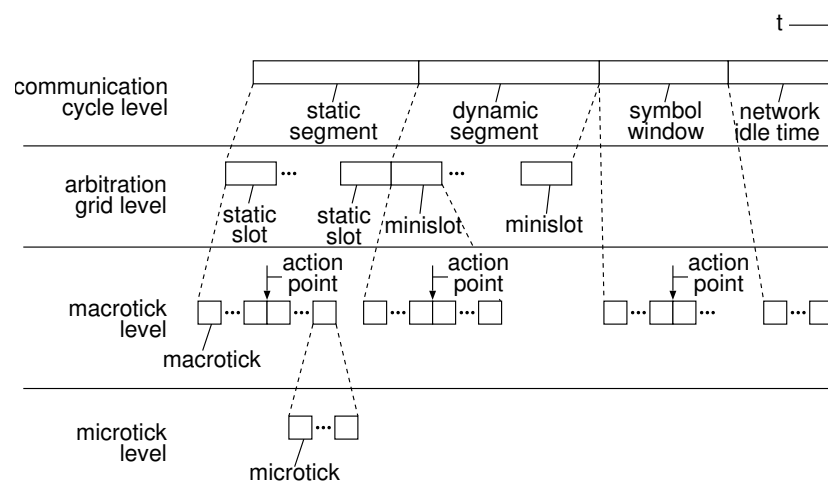 t
communication
cycle level
static
segment
dynamic
segment
symbol
window
network
idle time
arbitration
grid level
...
...
static
slot
static
slot
minislot
minislot
macrotick
level
action
point
action
point
action
point
... ... ... ... ... ... ...
macrotick
microtick
level
...
microtick